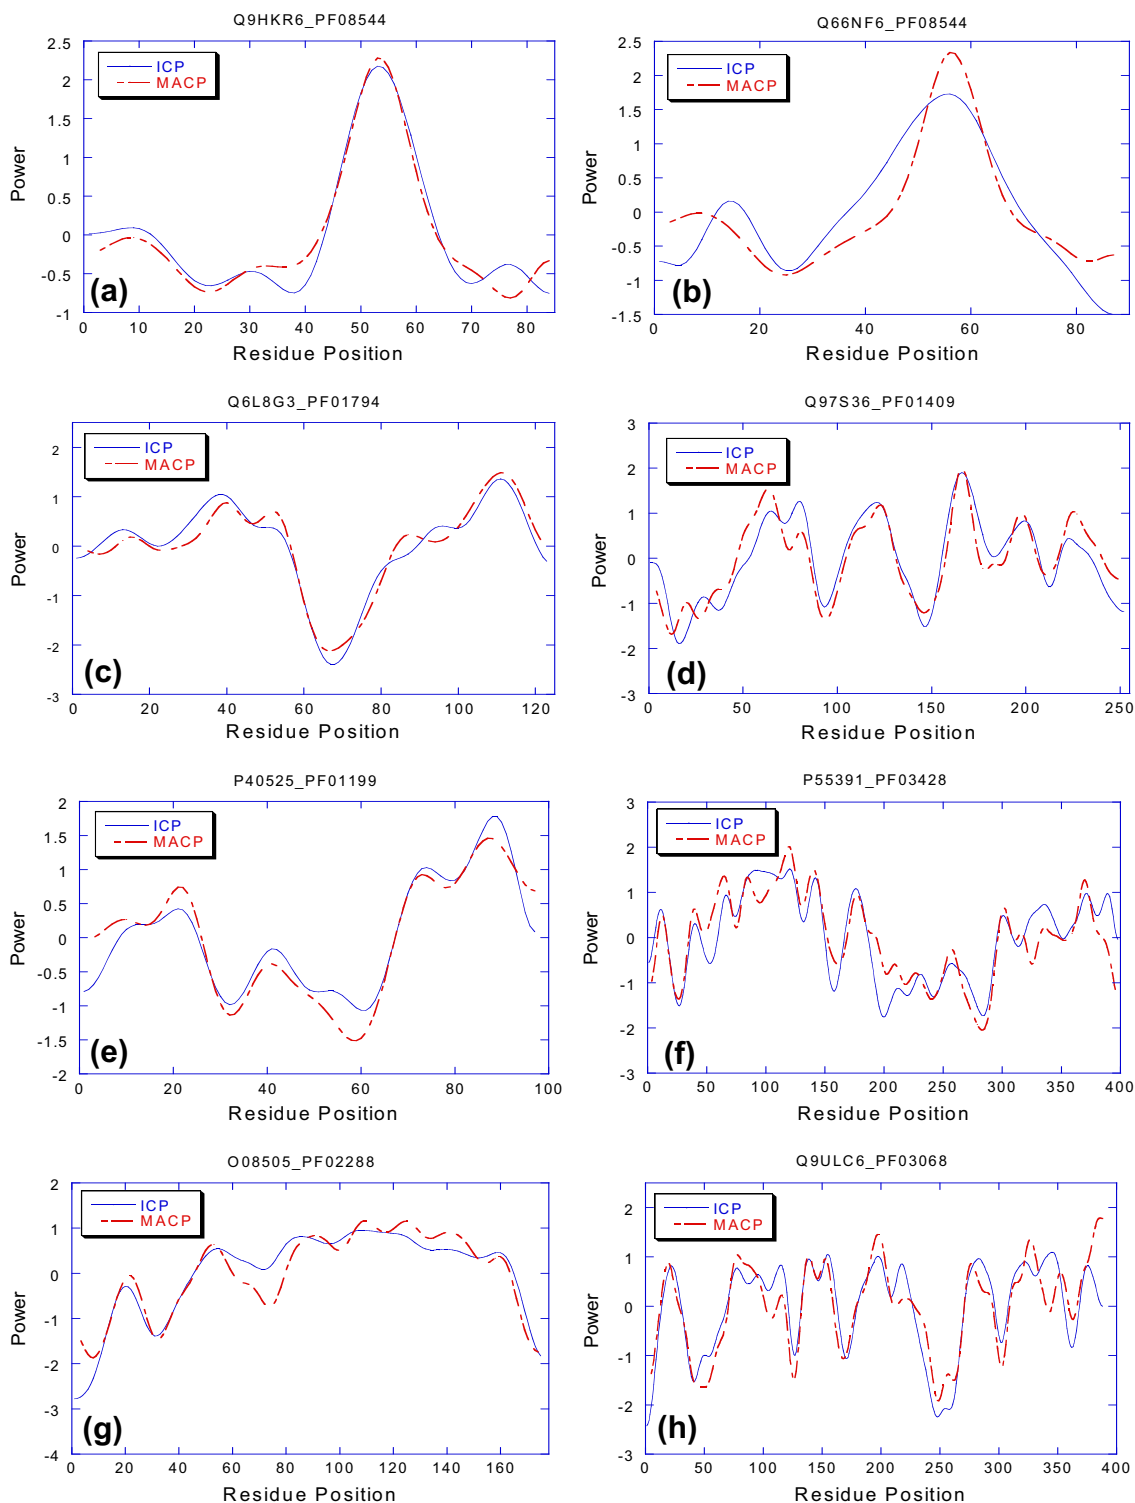 Q9HKR6_PF08544
ICP
MACP
2.5
2
1.5
1
0.5
0
-0.5
-1
Power
(a)
0 10 20 30 40 50 60 70 80
Residue Position
Q66NF6_PF08544
ICP
MACP
2.5
2
1.5
1
0.5
0
-0.5
-1
-1.5
Power
(b)
0 20 40 60 80
Residue Position
Q6L8G3_PF01794
ICP
MACP
2
1
0
-1
-2
-3
Power
(c)
0 20 40 60 80 100 120
Residue Position
Q97S36_PF01409
ICP
MACP
3
2
1
0
-1
-2
-3
Power
(d)
0 50 100 150 200 250
Residue Position
P40525_PF01199
ICP
MACP
2
1.5
1
0.5
0
-0.5
-1
-1.5
-2
Power
(e)
0 20 40 60 80 100
Residue Position
P55391_PF03428
ICP
MACP
3
2
1
0
-1
-2
-3
Power
(f)
0 50 100 150 200 250 300 350 400
Residue Position
O08505_PF02288
ICP
MACP
2
1
0
-1
-2
-3
-4
Power
(g)
0 20 40 60 80 100 120 140 160
Residue Position
Q9ULC6_PF03068
ICP
MACP
2
1
0
-1
-2
-3
Power
(h)
0 50 100 150 200 250 300 350 400
Residue Position